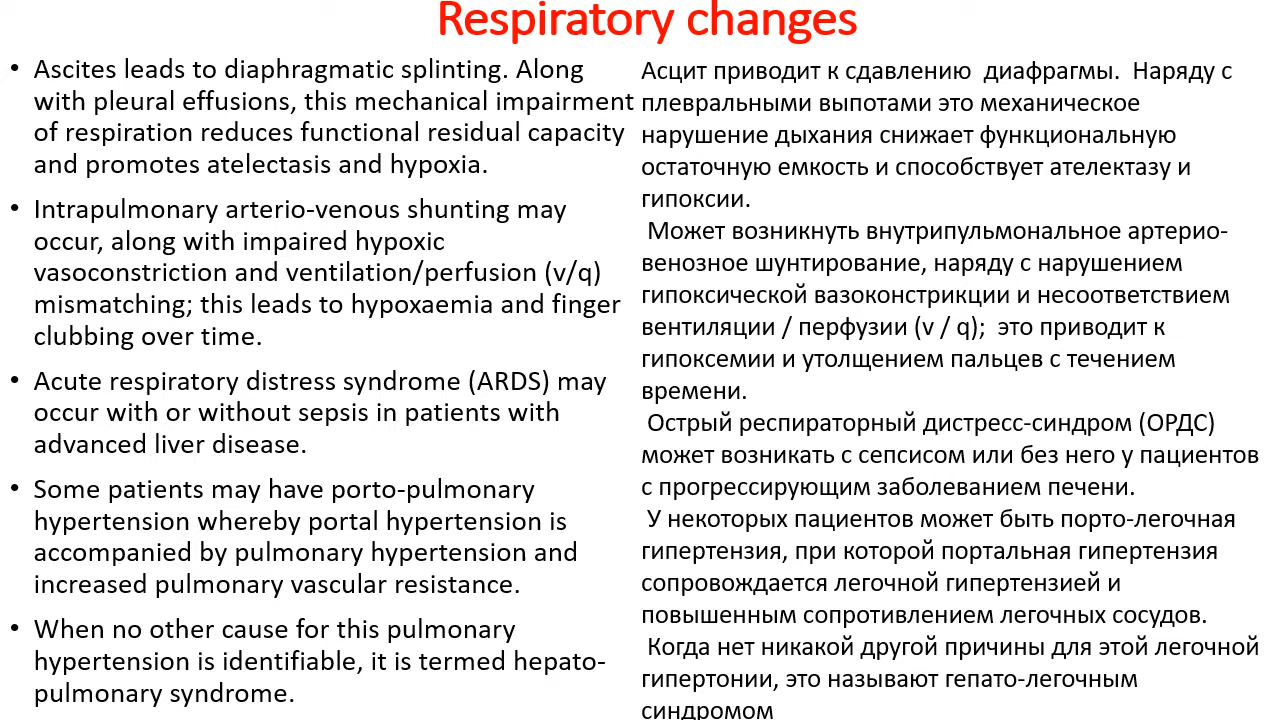 Respiratory changes
• Ascites leads to diaphragmatic splinting. Along
with pleural effusions, this mechanical impairment
of respiration reduces functional residual capacity
and promotes atelectasis and hypoxia.
• Intrapulmonary arterio-venous shunting may
occur, along with impaired hypoxic
vasoconstriction and ventilation/perfusion (v/q)
mismatching; this leads to hypoxaemia and finger
clubbing over time.
• Acute respiratory distress syndrome (ARDS) may
occur with or without sepsis in patients with
advanced liver disease.
• Some patients may have porto-pulmonary
hypertension whereby portal hypertension is
accompanied by pulmonary hypertension and
increased pulmonary vascular resistance.
• When no other cause for this pulmonary
hypertension is identifiable, it is termed hepato-
pulmonary syndrome.
Асцит приводит к сдавлению  диафрагмы.  Наряду с
плевральными выпотами это механическое
нарушение дыхания снижает функциональную
остаточную емкость и способствует ателектазу и
гипоксии.
Может возникнуть внутрипульмональное артерио-
венозное шунтирование, наряду с нарушением
гипоксической вазоконстрикции и несоответствием
вентиляции / перфузии (v / q);  это приводит к
гипоксемии и утолщением пальцев с течением
времени.
Острый респираторный дистресс-синдром (ОРДС)
может возникать с сепсисом или без него у пациентов
с прогрессирующим заболеванием печени.
У некоторых пациентов может быть порто-легочная
гипертензия, при которой портальная гипертензия
сопровождается легочной гипертензией и
повышенным сопротивлением легочных сосудов.
Когда нет никакой другой причины для этой легочной
гипертонии, это называют гепато-легочным
синдромом